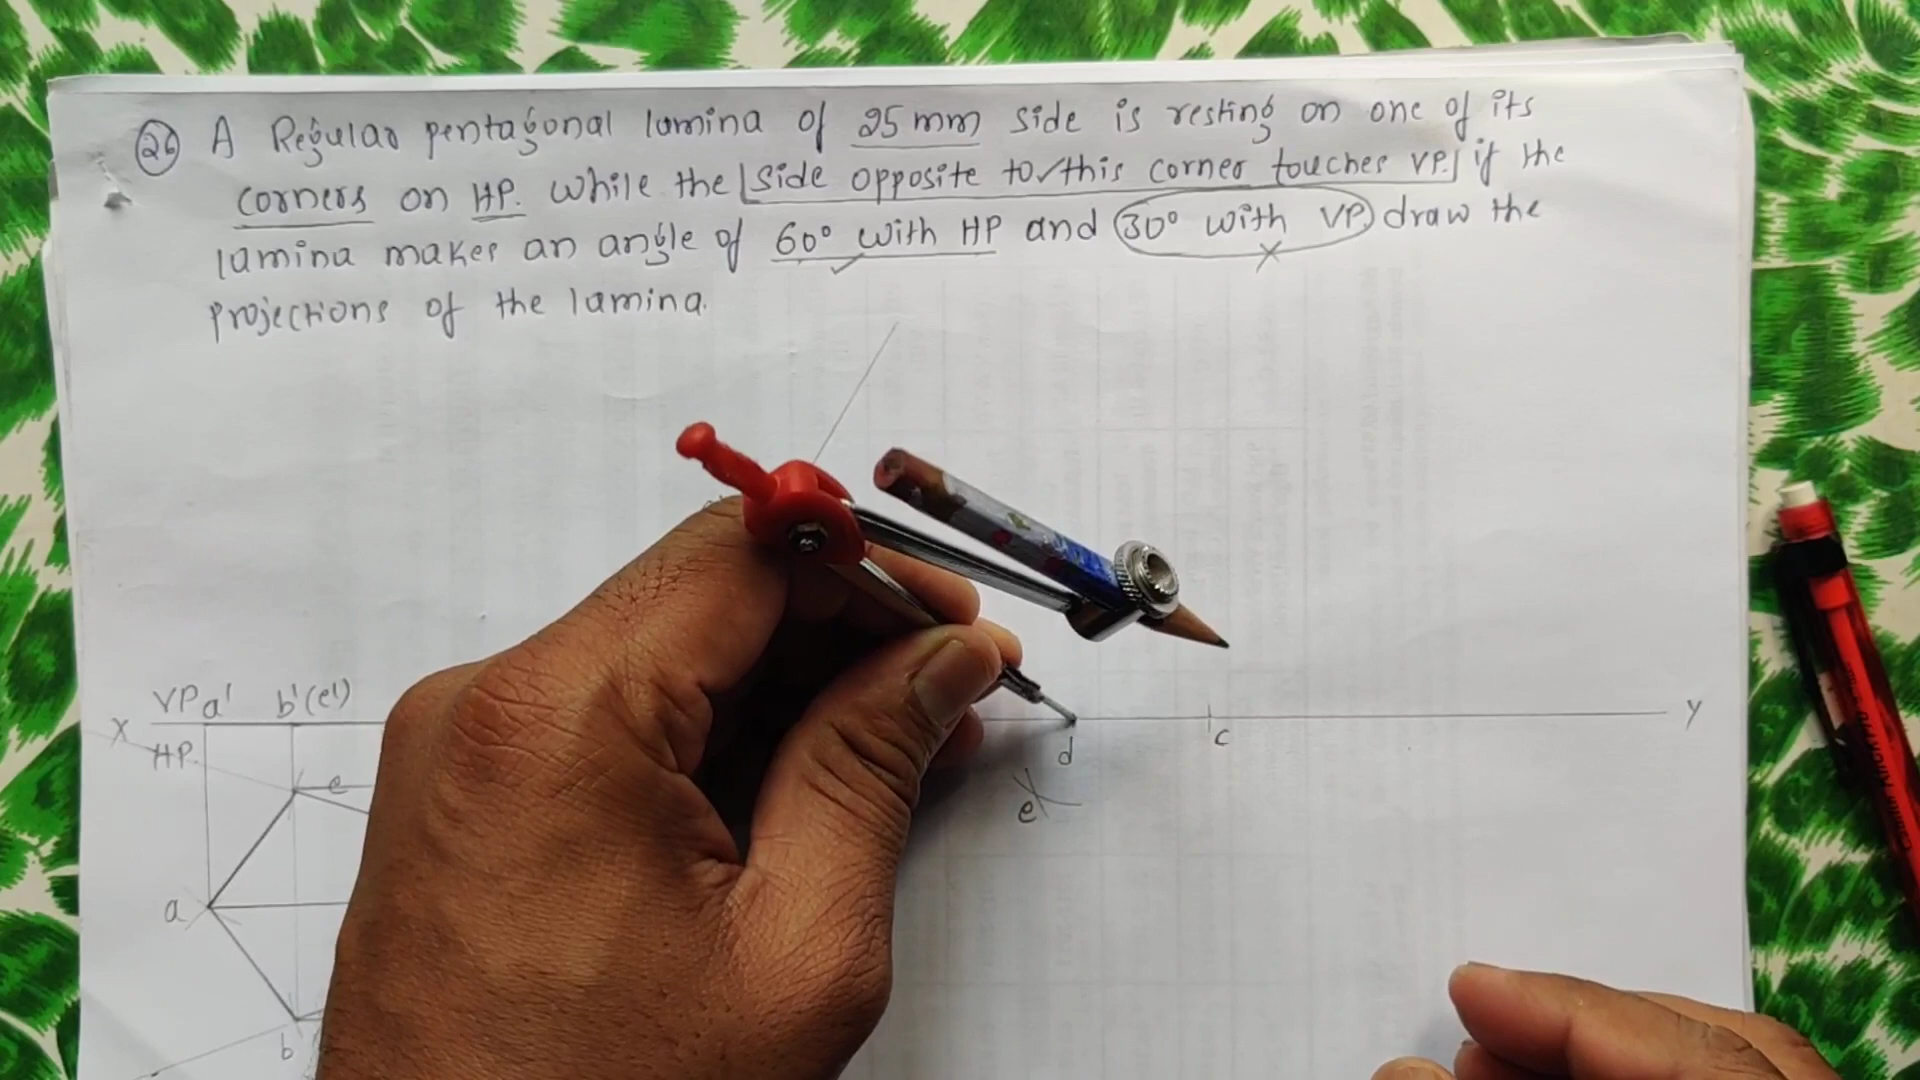 26 A Regular pentagonal lamina of 25 mm side is resting on one of its
corners on HP. While the side opposite to this corner touches VP. if the
lamina makes an angle of 60° with HP and 30° with VP. draw the
projections of the lamina.
VP a' b'(e')
X Y
HP
d c
e e
a
b